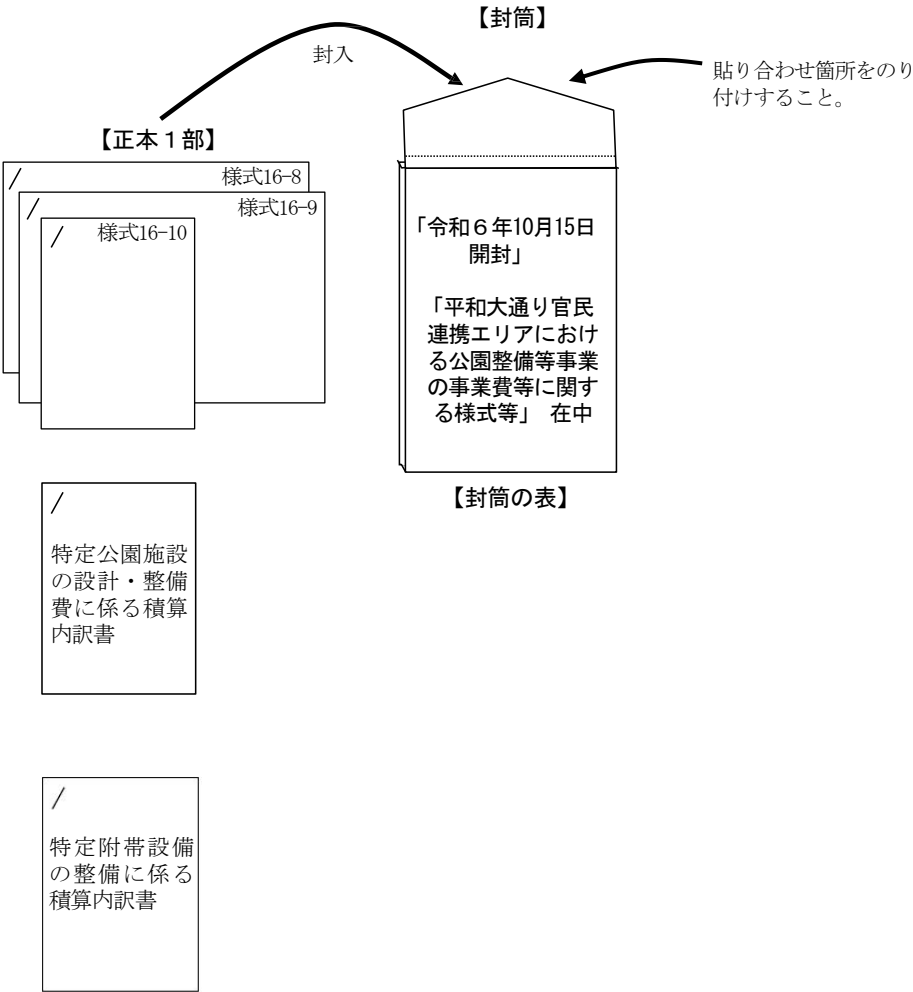 【封筒】
封入
貼り合わせ箇所をのり
付けすること。
【正本１部】
様式16-8
様式16-9
様式16-10
「令和６年10月15日
開封」
「平和大通り官民
連携エリアにおけ
る公園整備等事業
の事業費等に関す
る様式等」 在中
【封筒の表】
特定公園施設
の設計・整備
費に係る積算
内訳書
特定附帯設備
の整備に係る
積算内訳書